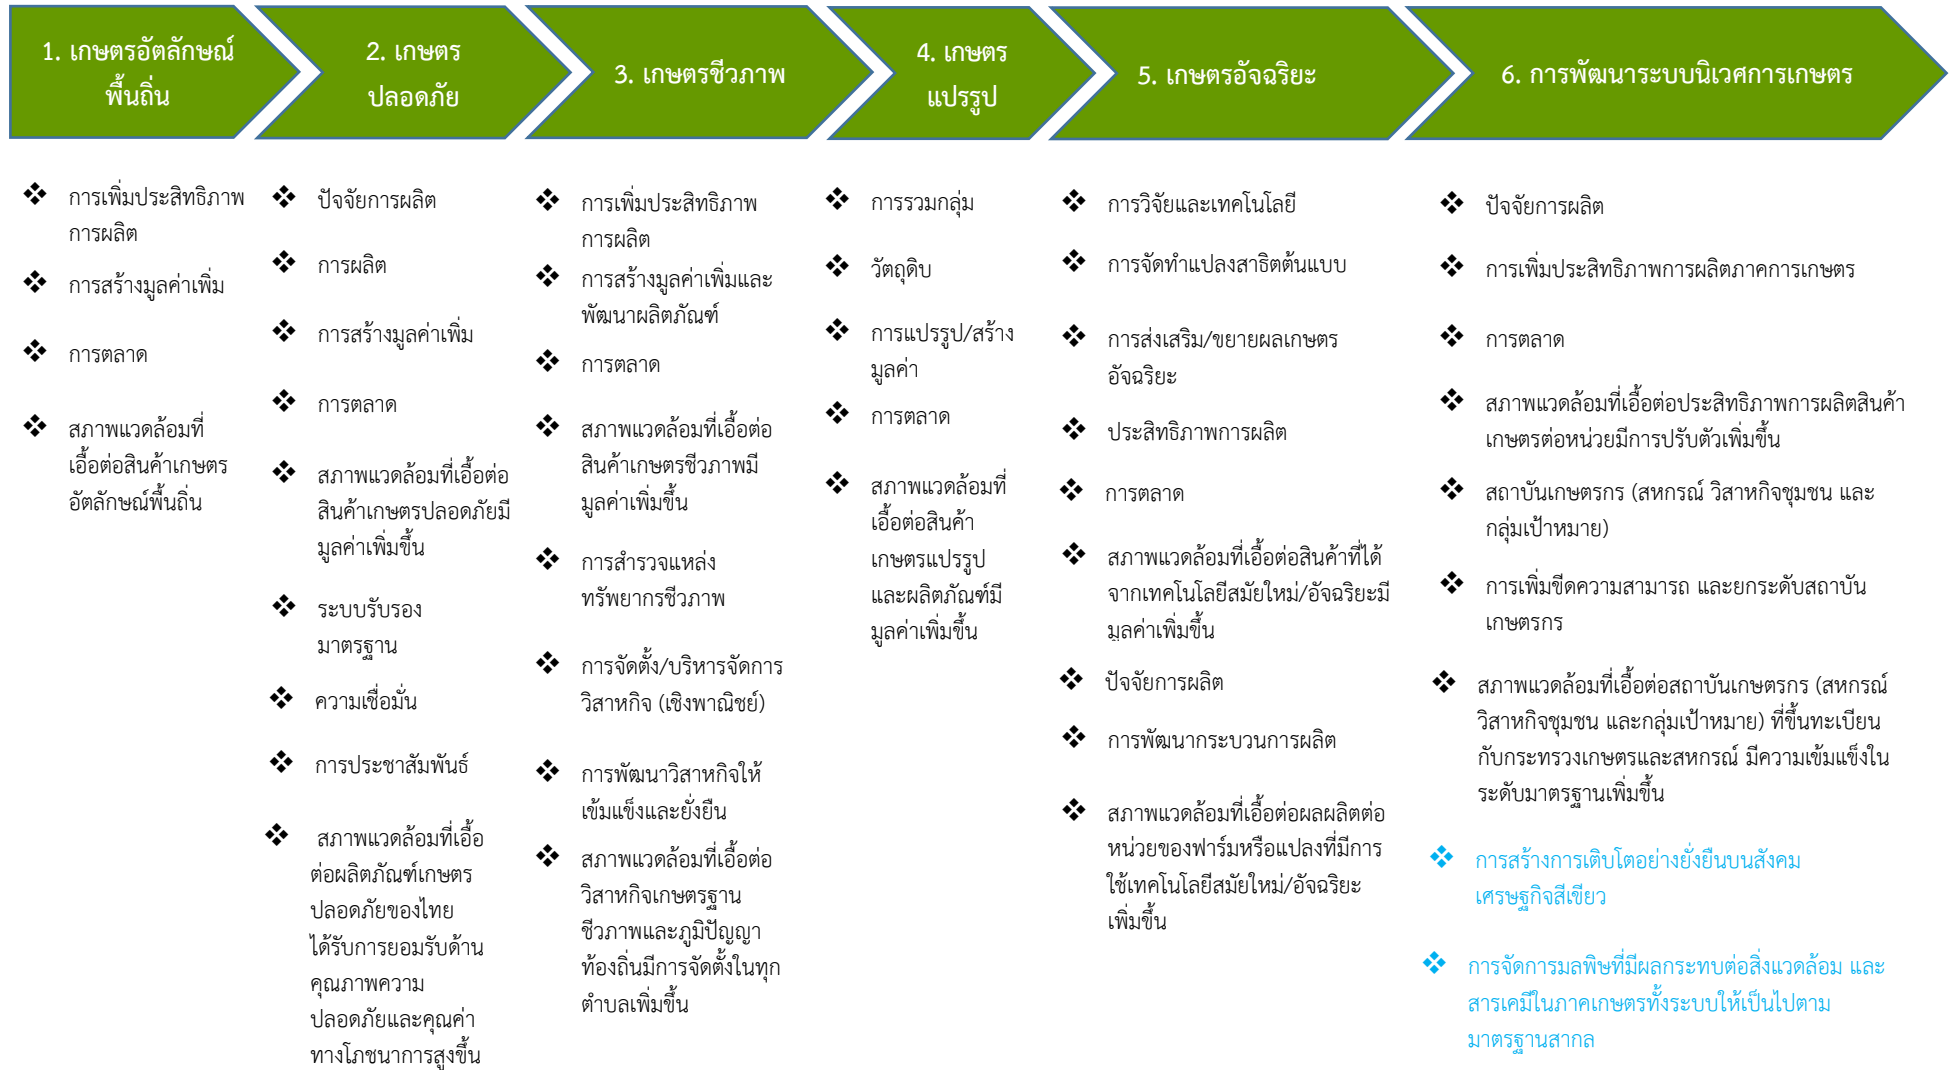 1. เกษตรอัตลักษณ์
พื้นถิ่น
2. เกษตร
ปลอดภัย
3. เกษตรชีวภาพ
4. เกษตร
แปรรูป
5. เกษตรอัจฉริยะ
6. การพัฒนาระบบนิเวศการเกษตร
❖ การเพิ่มประสิทธิภาพ
การผลิต
❖ การสร้างมูลค่าเพิ่ม
❖ การตลาด
❖ สภาพแวดล้อมที่
เอื้อต่อสินค้าเกษตร
อัตลักษณ์พื้นถิ่น
❖ ปัจจัยการผลิต
❖ การผลิต
❖ การสร้างมูลค่าเพิ่ม
❖ การตลาด
❖ สภาพแวดล้อมที่เอื้อต่อ
สินค้าเกษตรปลอดภัยมี
มูลค่าเพิ่มขึ้น
❖ ระบบรับรอง
มาตรฐาน
❖ ความเชื่อมั่น
❖ การประชาสัมพันธ์
❖ สภาพแวดล้อมที่เอื้อ
ต่อผลิตภัณฑ์เกษตร
ปลอดภัยของไทย
ได้รับการยอมรับด้าน
คุณภาพความ
ปลอดภัยและคุณค่า
ทางโภชนาการสูงขึ้น
❖ การเพิ่มประสิทธิภาพ
การผลิต
❖ การสร้างมูลค่าเพิ่มและ
พัฒนาผลิตภัณฑ์
❖ การตลาด
❖ สภาพแวดล้อมที่เอื้อต่อ
สินค้าเกษตรชีวภาพมี
มูลค่าเพิ่มขึ้น
❖ การสำรวจแหล่ง
ทรัพยากรชีวภาพ
❖ การจัดตั้ง/บริหารจัดการ
วิสาหกิจ (เชิงพาณิชย์)
❖ การพัฒนาวิสาหกิจให้
เข้มแข็งและยั่งยืน
❖ สภาพแวดล้อมที่เอื้อต่อ
วิสาหกิจเกษตรฐาน
ชีวภาพและภูมิปัญญา
ท้องถิ่นมีการจัดตั้งในทุก
ตำบลเพิ่มขึ้น
❖ การรวมกลุ่ม
❖ วัตถุดิบ
❖ การแปรรูป/สร้าง
มูลค่า
❖ การตลาด
❖ สภาพแวดล้อมที่
เอื้อต่อสินค้า
เกษตรแปรรูป
และผลิตภัณฑ์มี
มูลค่าเพิ่มขึ้น
❖ การวิจัยและเทคโนโลยี
❖ การจัดทำแปลงสาธิตต้นแบบ
❖ การส่งเสริม/ขยายผลเกษตร
อัจฉริยะ
❖ ประสิทธิภาพการผลิต
❖ การตลาด
❖ สภาพแวดล้อมที่เอื้อต่อสินค้าที่ได้
จากเทคโนโลยีสมัยใหม่/อัจฉริยะมี
มูลค่าเพิ่มขึ้น
❖ ปัจจัยการผลิต
❖ การพัฒนากระบวนการผลิต
❖ สภาพแวดล้อมที่เอื้อต่อผลผลิตต่อ
หน่วยของฟาร์มหรือแปลงที่มีการ
ใช้เทคโนโลยีสมัยใหม่/อัจฉริยะ
เพิ่มขึ้น
❖ ปัจจัยการผลิต
❖ การเพิ่มประสิทธิภาพการผลิตภาคการเกษตร
❖ การตลาด
❖ สภาพแวดล้อมที่เอื้อต่อประสิทธิภาพการผลิตสินค้า
เกษตรต่อหน่วยมีการปรับตัวเพิ่มขึ้น
❖ สถาบันเกษตรกร (สหกรณ์ วิสาหกิจชุมชน และ
กลุ่มเป้าหมาย)
❖ การเพิ่มขีดความสามารถ และยกระดับสถาบัน
เกษตรกร
❖ สภาพแวดล้อมที่เอื้อต่อสถาบันเกษตรกร (สหกรณ์
วิสาหกิจชุมชน และกลุ่มเป้าหมาย) ที่ขึ้นทะเบียน
กับกระทรวงเกษตรและสหกรณ์ มีความเข้มแข็งใน
ระดับมาตรฐานเพิ่มขึ้น
❖ การสร้างการเติบโตอย่างยั่งยืนบนสังคม
เศรษฐกิจสีเขียว
❖ การจัดการมลพิษที่มีผลกระทบต่อสิ่งแวดล้อม และ
สารเคมีในภาคเกษตรทั้งระบบให้เป็นไปตาม
มาตรฐานสากล